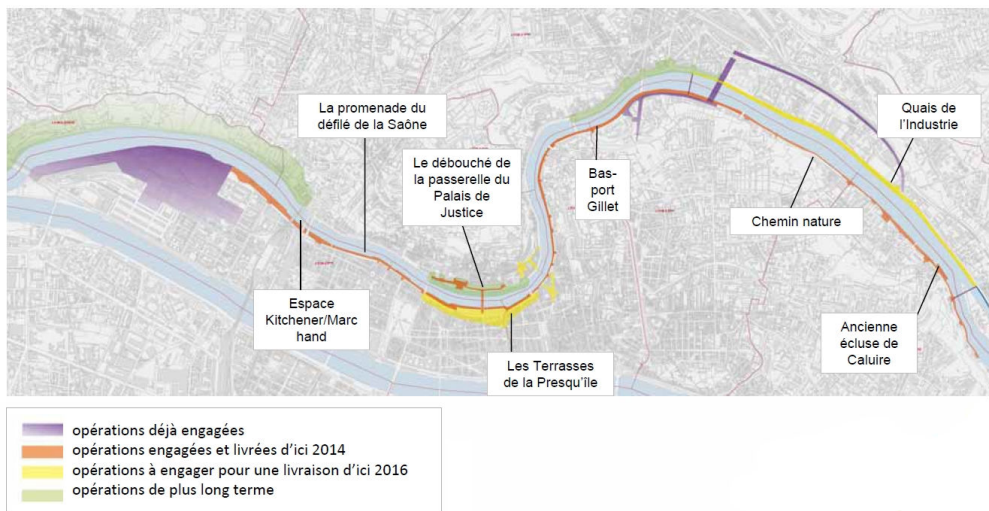 La promenade du
défilé de la Saône
Le débouché de
la passerelle du
Palais de
Justice
Bas-
port
Gillet
Quais de
l'Industrie
Chemin nature
Espace
Kitchener/Marc
hand
Les Terrasses
de la Presqu'île
Ancienne
écluse de
Caluire
opérations déjà engagées
opérations engagées et livrées d'ici 2014
opérations à engager pour une livraison d'ici 2016
opérations de plus long terme